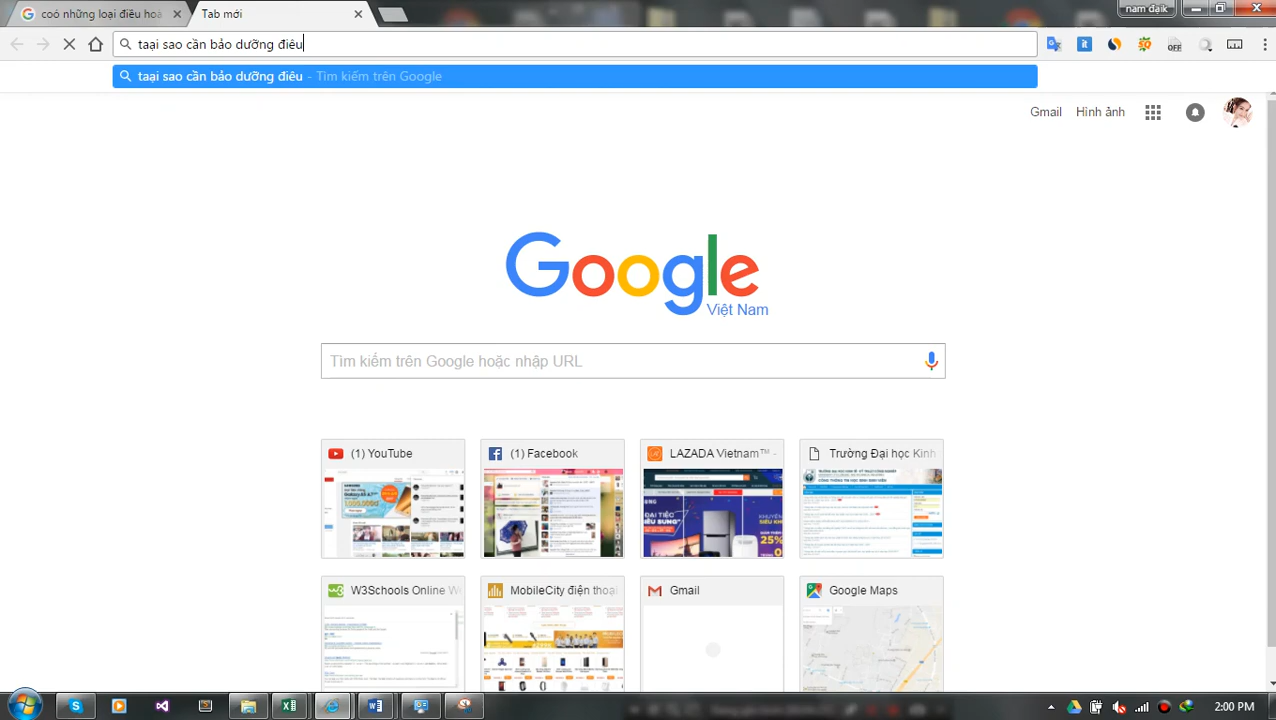 coó những loại điều hoà
Tab mới
nam đaik
taại sao cần bảo dưỡng điêu
taại sao cần bảo dưỡng điêu - Tìm kiếm trên Google
Gmail Hình ảnh
Google
Việt Nam
Tìm kiếm trên Google hoặc nhập URL
(1) YouTube
(1) Facebook
LAZADA Vietnam™ -
Trường Đại học Kinh
W3Schools Online W
MobileCity điện thoại
Gmail
Google Maps
2:00 PM